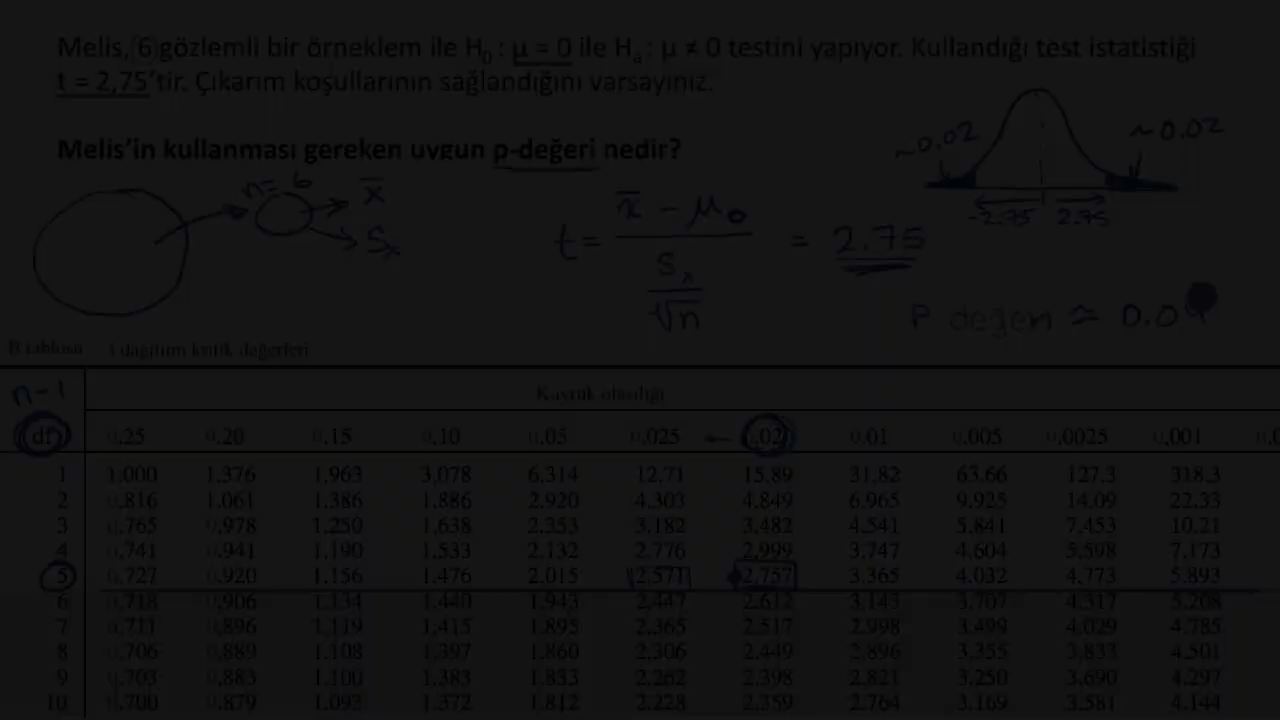 Melis, 6 gözlemli bir örneklem ile H₀ : μ = 0 ile Hₐ : μ ≠ 0 testini yapıyor. Kullandığı test istatistiği
t = 2,75'tir. Çıkarım koşullarının sağlandığını varsayınız.
Melis'in kullanması gereken uygun p-değeri nedir?
~0.02 ~0.02
-2.75 2.75
n= 6 x̄
Sₓ
t = (x̄ - μ₀) / (Sₓ / √n) = 2.75
P değeri ≈ 0.04
B tablosu t dağılım kritik değerleri
n-1 Kuyruk olasılığı
df 0,25 0,20 0,15 0,10 0,05 0,025 ← 0,02 0,01 0,005 0,0025 0,001
1 1.000 1.376 1.963 3,078 6.314 12,71 15,89 31,82 63.66 127.3 318.3
2 0,816 1.061 1.386 1,886 2.920 4.303 4,849 6,965 9,925 14.09 22.33
3 0,765 0,978 1,250 1,638 2.353 3.182 3,482 4.541 5,841 7,453 10.21
4 0,741 0,941 1.190 1,533 2.132 2.776 2,999 3,747 4.604 5.598 7,173
5 0,727 0,920 1.156 1,476 2.015 2,571 2,757 3.365 4.032 4,773 5.893
6 0,718 0,906 1.134 1.440 1,943 2,447 2,612 3,143 3,707 4,317 5,208
7 0,711 0,896 1,119 1,415 1.895 2.365 2,517 2,998 3,499 4.029 4.785
8 0,706 0,889 1.108 1,397 1.860 2,306 2,449 2,896 3,355 3,833 4,501
9 0,703 0,883 1.100 1,383 1.833 2,262 2,398 2,821 3,250 3.690 4.297
10 0,700 0,879 1.093 1,372 1.812 2.228 2,359 2,764 3.169 3,581 4,144